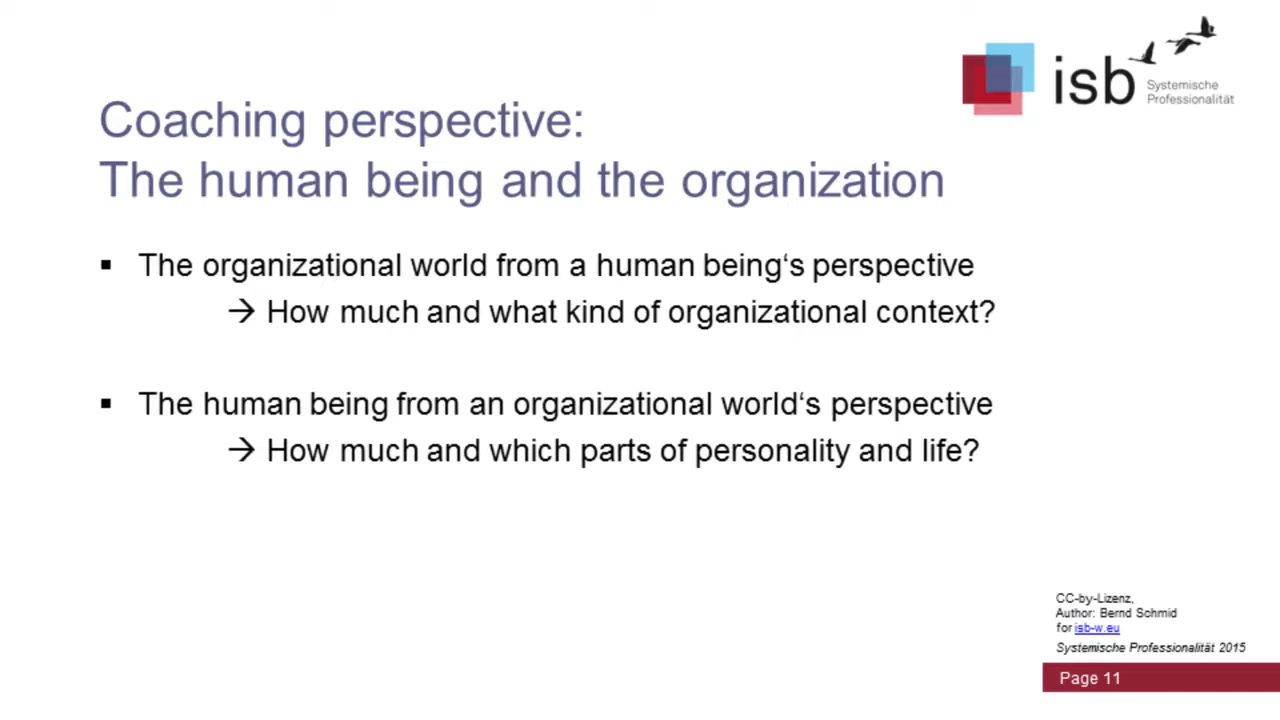 isb
Systemische
Professionalität
Coaching perspective:
The human being and the organization
▪ The organizational world from a human being‘s perspective
→ How much and what kind of organizational context?
▪ The human being from an organizational world‘s perspective
→ How much and which parts of personality and life?
CC-by-Lizenz,
Author: Bernd Schmid
for isb-w.eu
Systemische Professionalität 2015
Page 11